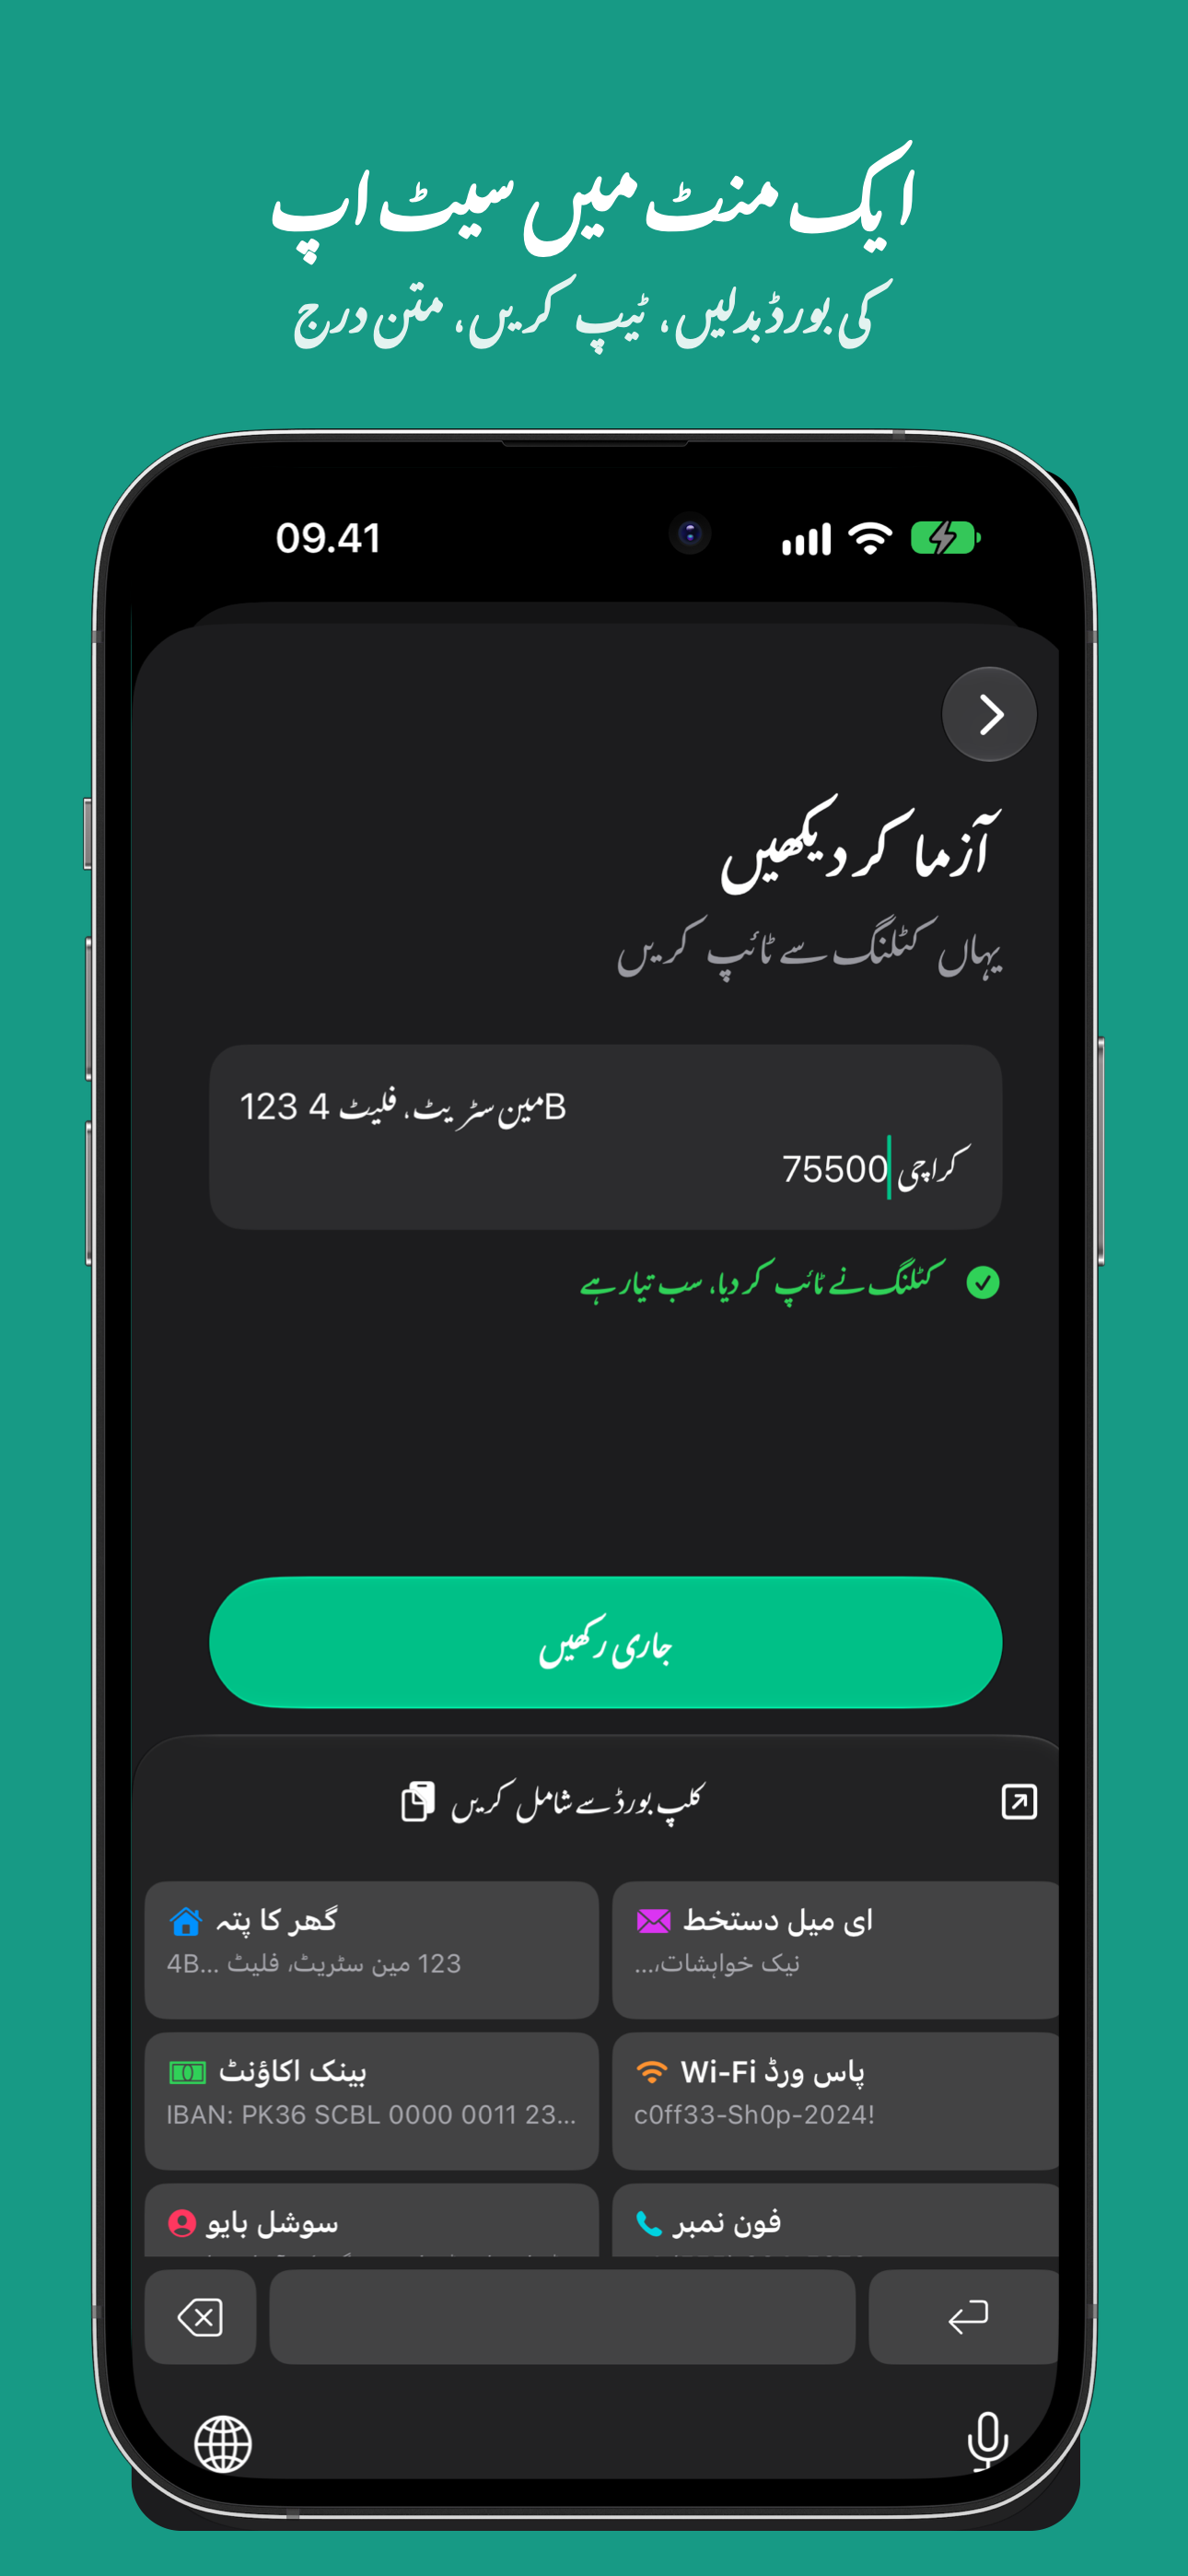 ایک منٹ میں سیٹ اپ
کی بورڈ بدلیں، ٹیپ کریں، متن درج
09.41
آزما کر دیکھیں
یہاں کٹلنگ سے ٹائپ کریں
123 مین سٹریٹ، فلیٹ 4B
کراچی 75500
کٹلنگ نے ٹائپ کر دیا، سب تیار ہے
جاری رکھیں
کلپ بورڈ سے شامل کریں
گھر کا پتہ
123 مین سٹریٹ، فلیٹ 4B...
ای میل دستخط
نیک خواہشات،...
بینک اکاؤنٹ
IBAN: PK36 SCBL 0000 0011 23...
Wi-Fi پاس ورڈ
c0ff33-Sh0p-2024!
سوشل بایو
فون نمبر